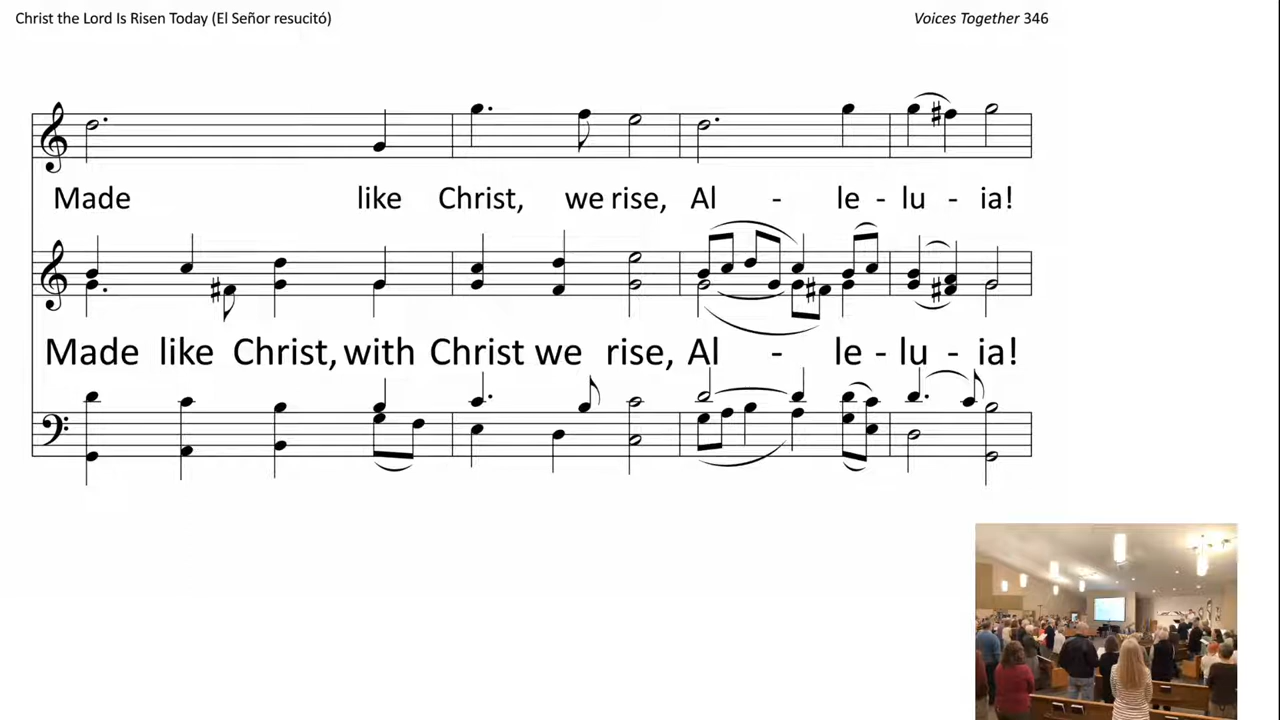 Christ the Lord Is Risen Today (El Señor resucitó)
Voices Together 346
Made like Christ, we rise, Al - le - lu - ia!
Made like Christ, with Christ we rise, Al - le - lu - ia!